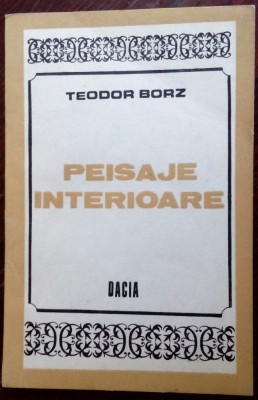 TEODOR BORZ
PEISAJE
INTERIOARE
DACIA